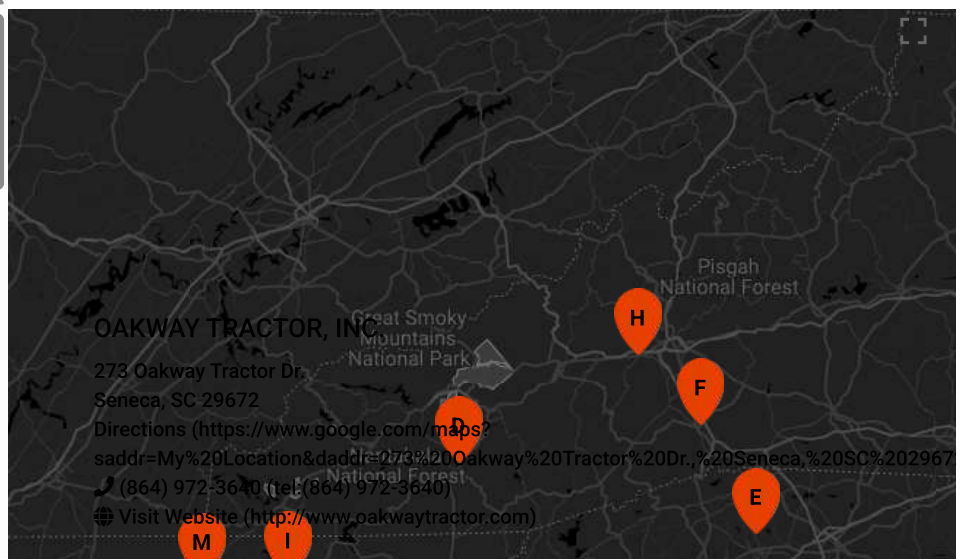 Pisgah
National Forest
H
Great Smoky
Mountains
National Park
OAKWAY TRACTOR, INC.
273 Oakway Tractor Dr.
Seneca, SC 29672
F
D
Directions (https://www.google.com/maps?
saddr=My%20Location&daddr=273%20Oakway%20Tractor%20Dr.,%20Seneca,%20SC%202967
National Forest
(864) 972-3640 (tel:(864) 972-3640)
E
Visit Website (http://www.oakwaytractor.com)
M
I